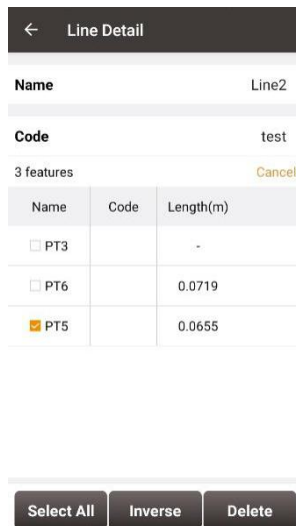 Line Detail
Name Line2
Code test
3 features Cancel
Name Code Length(m)
PT3 -
PT6 0.0719
PT5 0.0655
Select All Inverse Delete